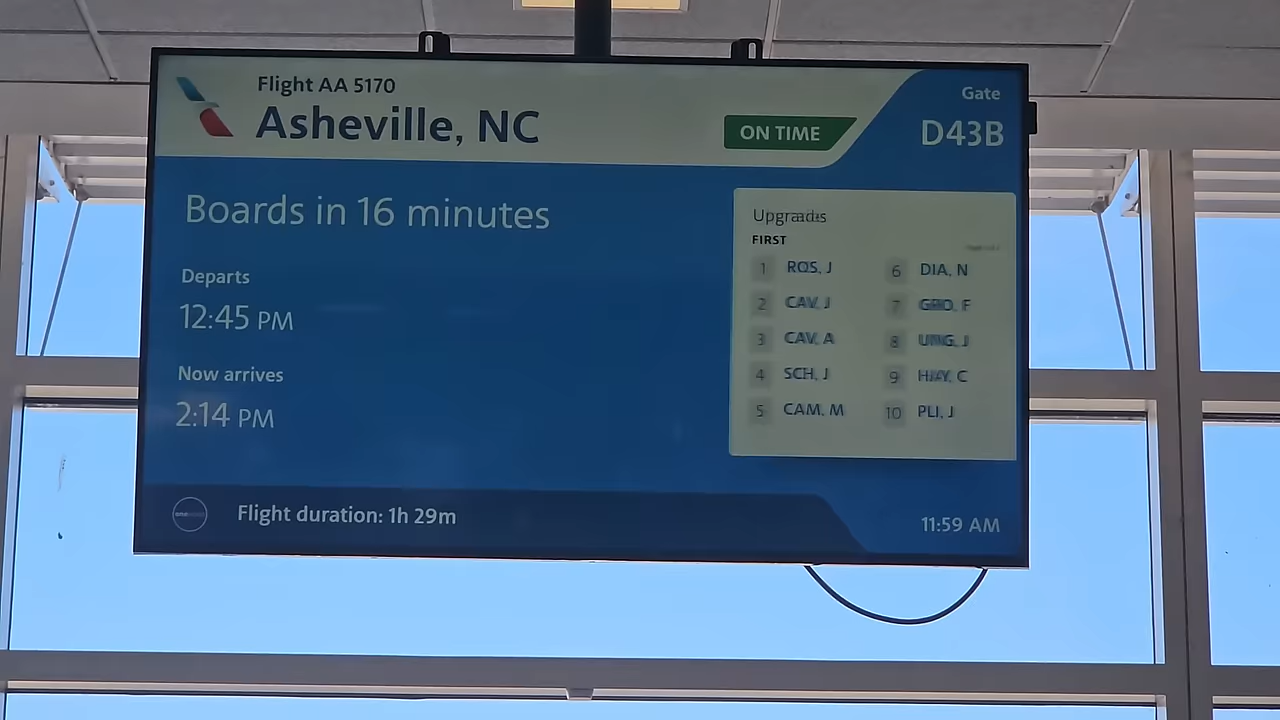 Flight AA 5170
Asheville, NC
ON TIME
Gate
D43B
Boards in 16 minutes
Departs
12:45 PM
Now arrives
2:14 PM
Upgrades
FIRST
1 ROS, J
2 CAV, J
3 CAV, A
4 SCH, J
5 CAM, M
6 DIA, N
7
8
9
10 PLI, J
Flight duration: 1h 29m
11:59 AM